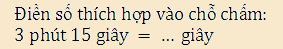 Điền số thích hợp vào chỗ chấm:
3 phút 15 giây = ... giây